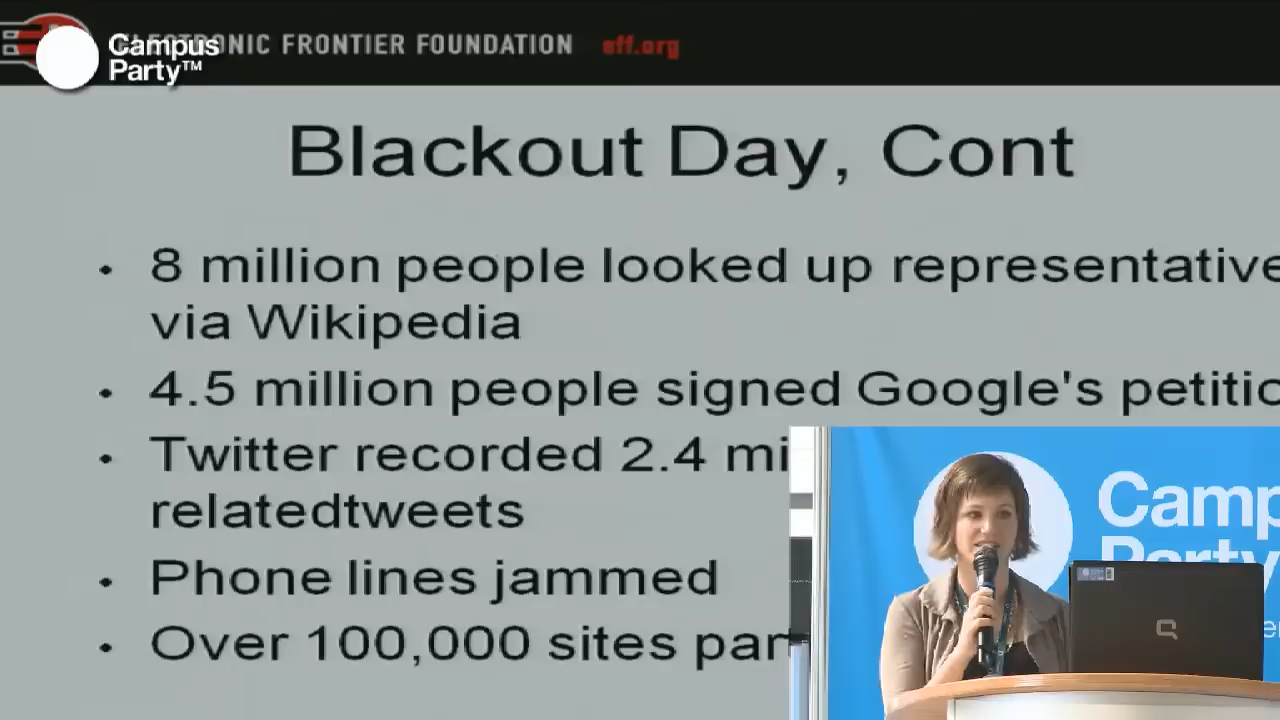 ELECTRONIC FRONTIER FOUNDATION eff.org
Campus
Party™
Blackout Day, Cont
• 8 million people looked up representative
via Wikipedia
• 4.5 million people signed Google's petitio
• Twitter recorded 2.4 mi
relatedtweets
• Phone lines jammed
• Over 100,000 sites par
Camp
Party